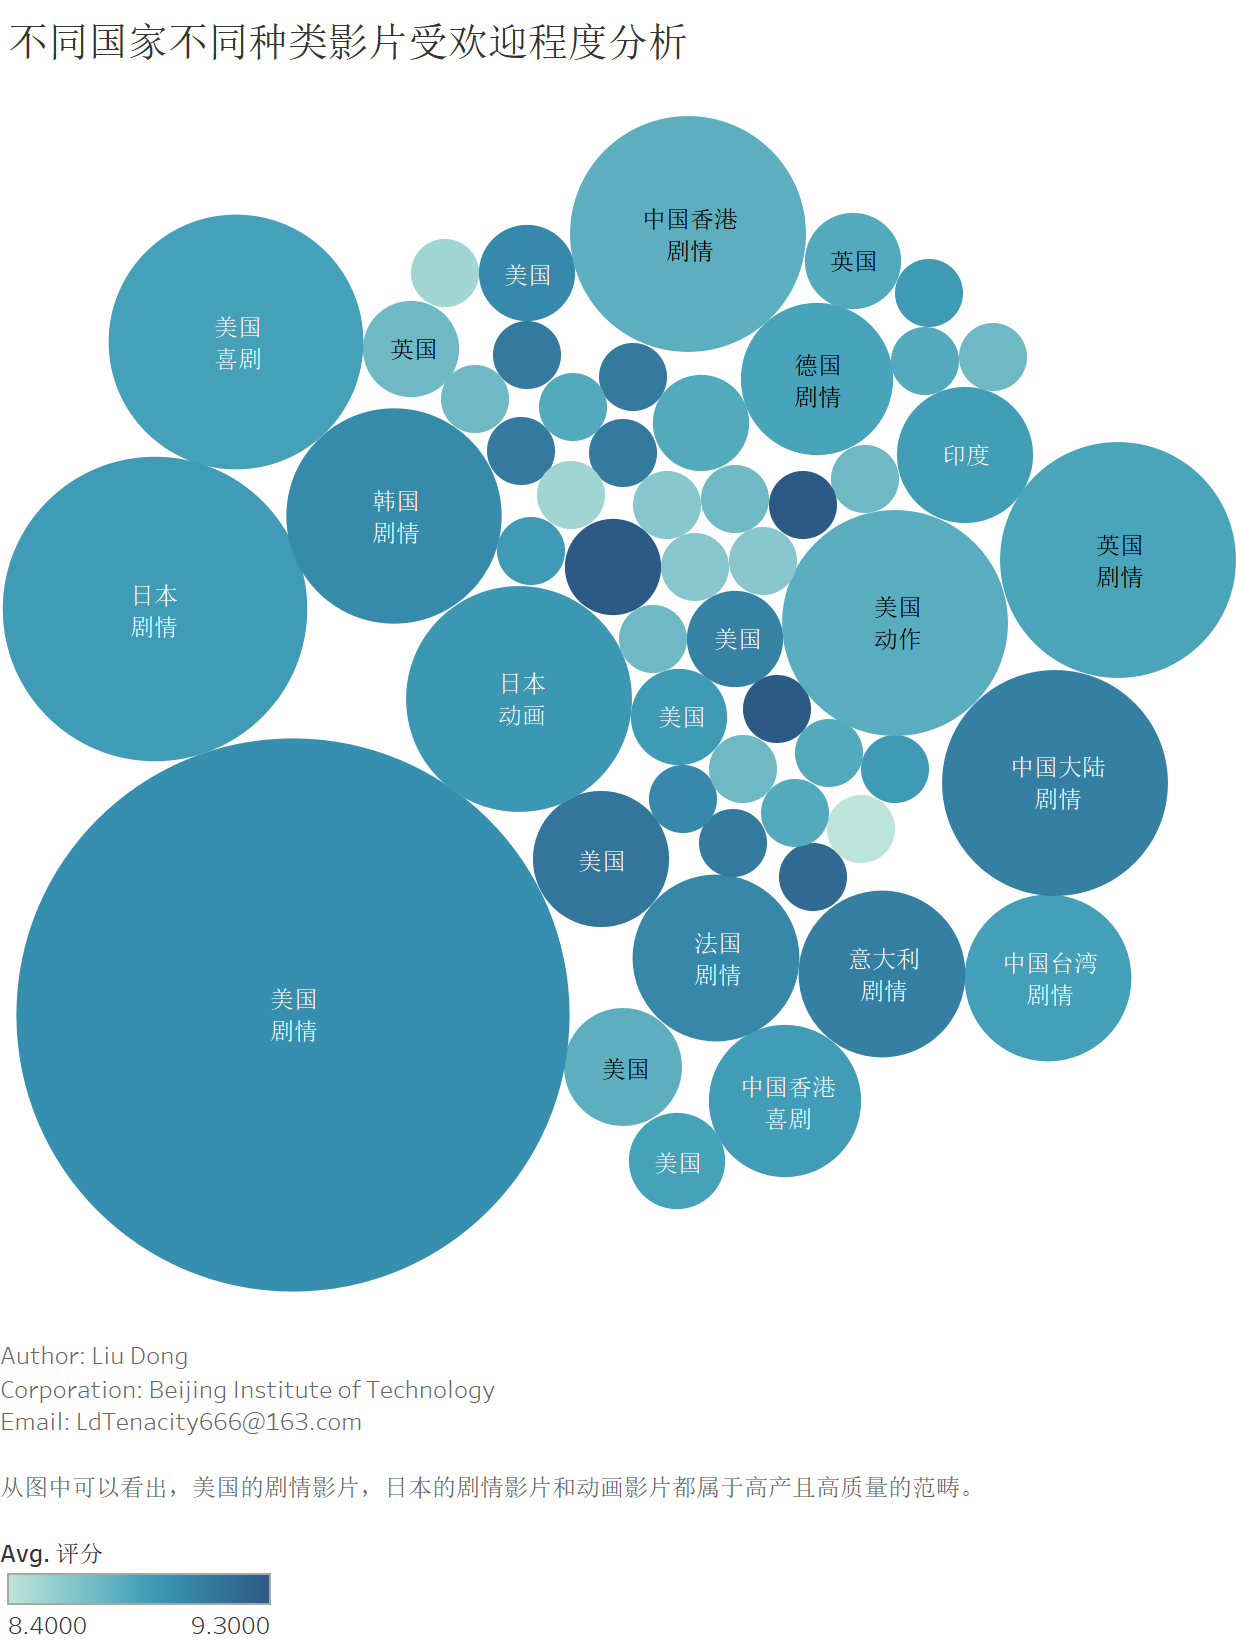 不同国家不同种类影片受欢迎程度分析
中国香港
剧情
英国
美国
美国
喜剧
英国
德国
剧情
印度
韩国
剧情
英国
剧情
日本
剧情
美国
动作
美国
日本
动画
美国
中国大陆
剧情
美国
法国
剧情
意大利
剧情
中国台湾
剧情
美国
剧情
美国
中国香港
喜剧
美国
Author: Liu Dong
Corporation: Beijing Institute of Technology
Email: LdTenacity666@163.com
从图中可以看出，美国的剧情影片，日本的剧情影片和动画影片都属于高产且高质量的范畴。
Avg. 评分
8.4000 9.3000